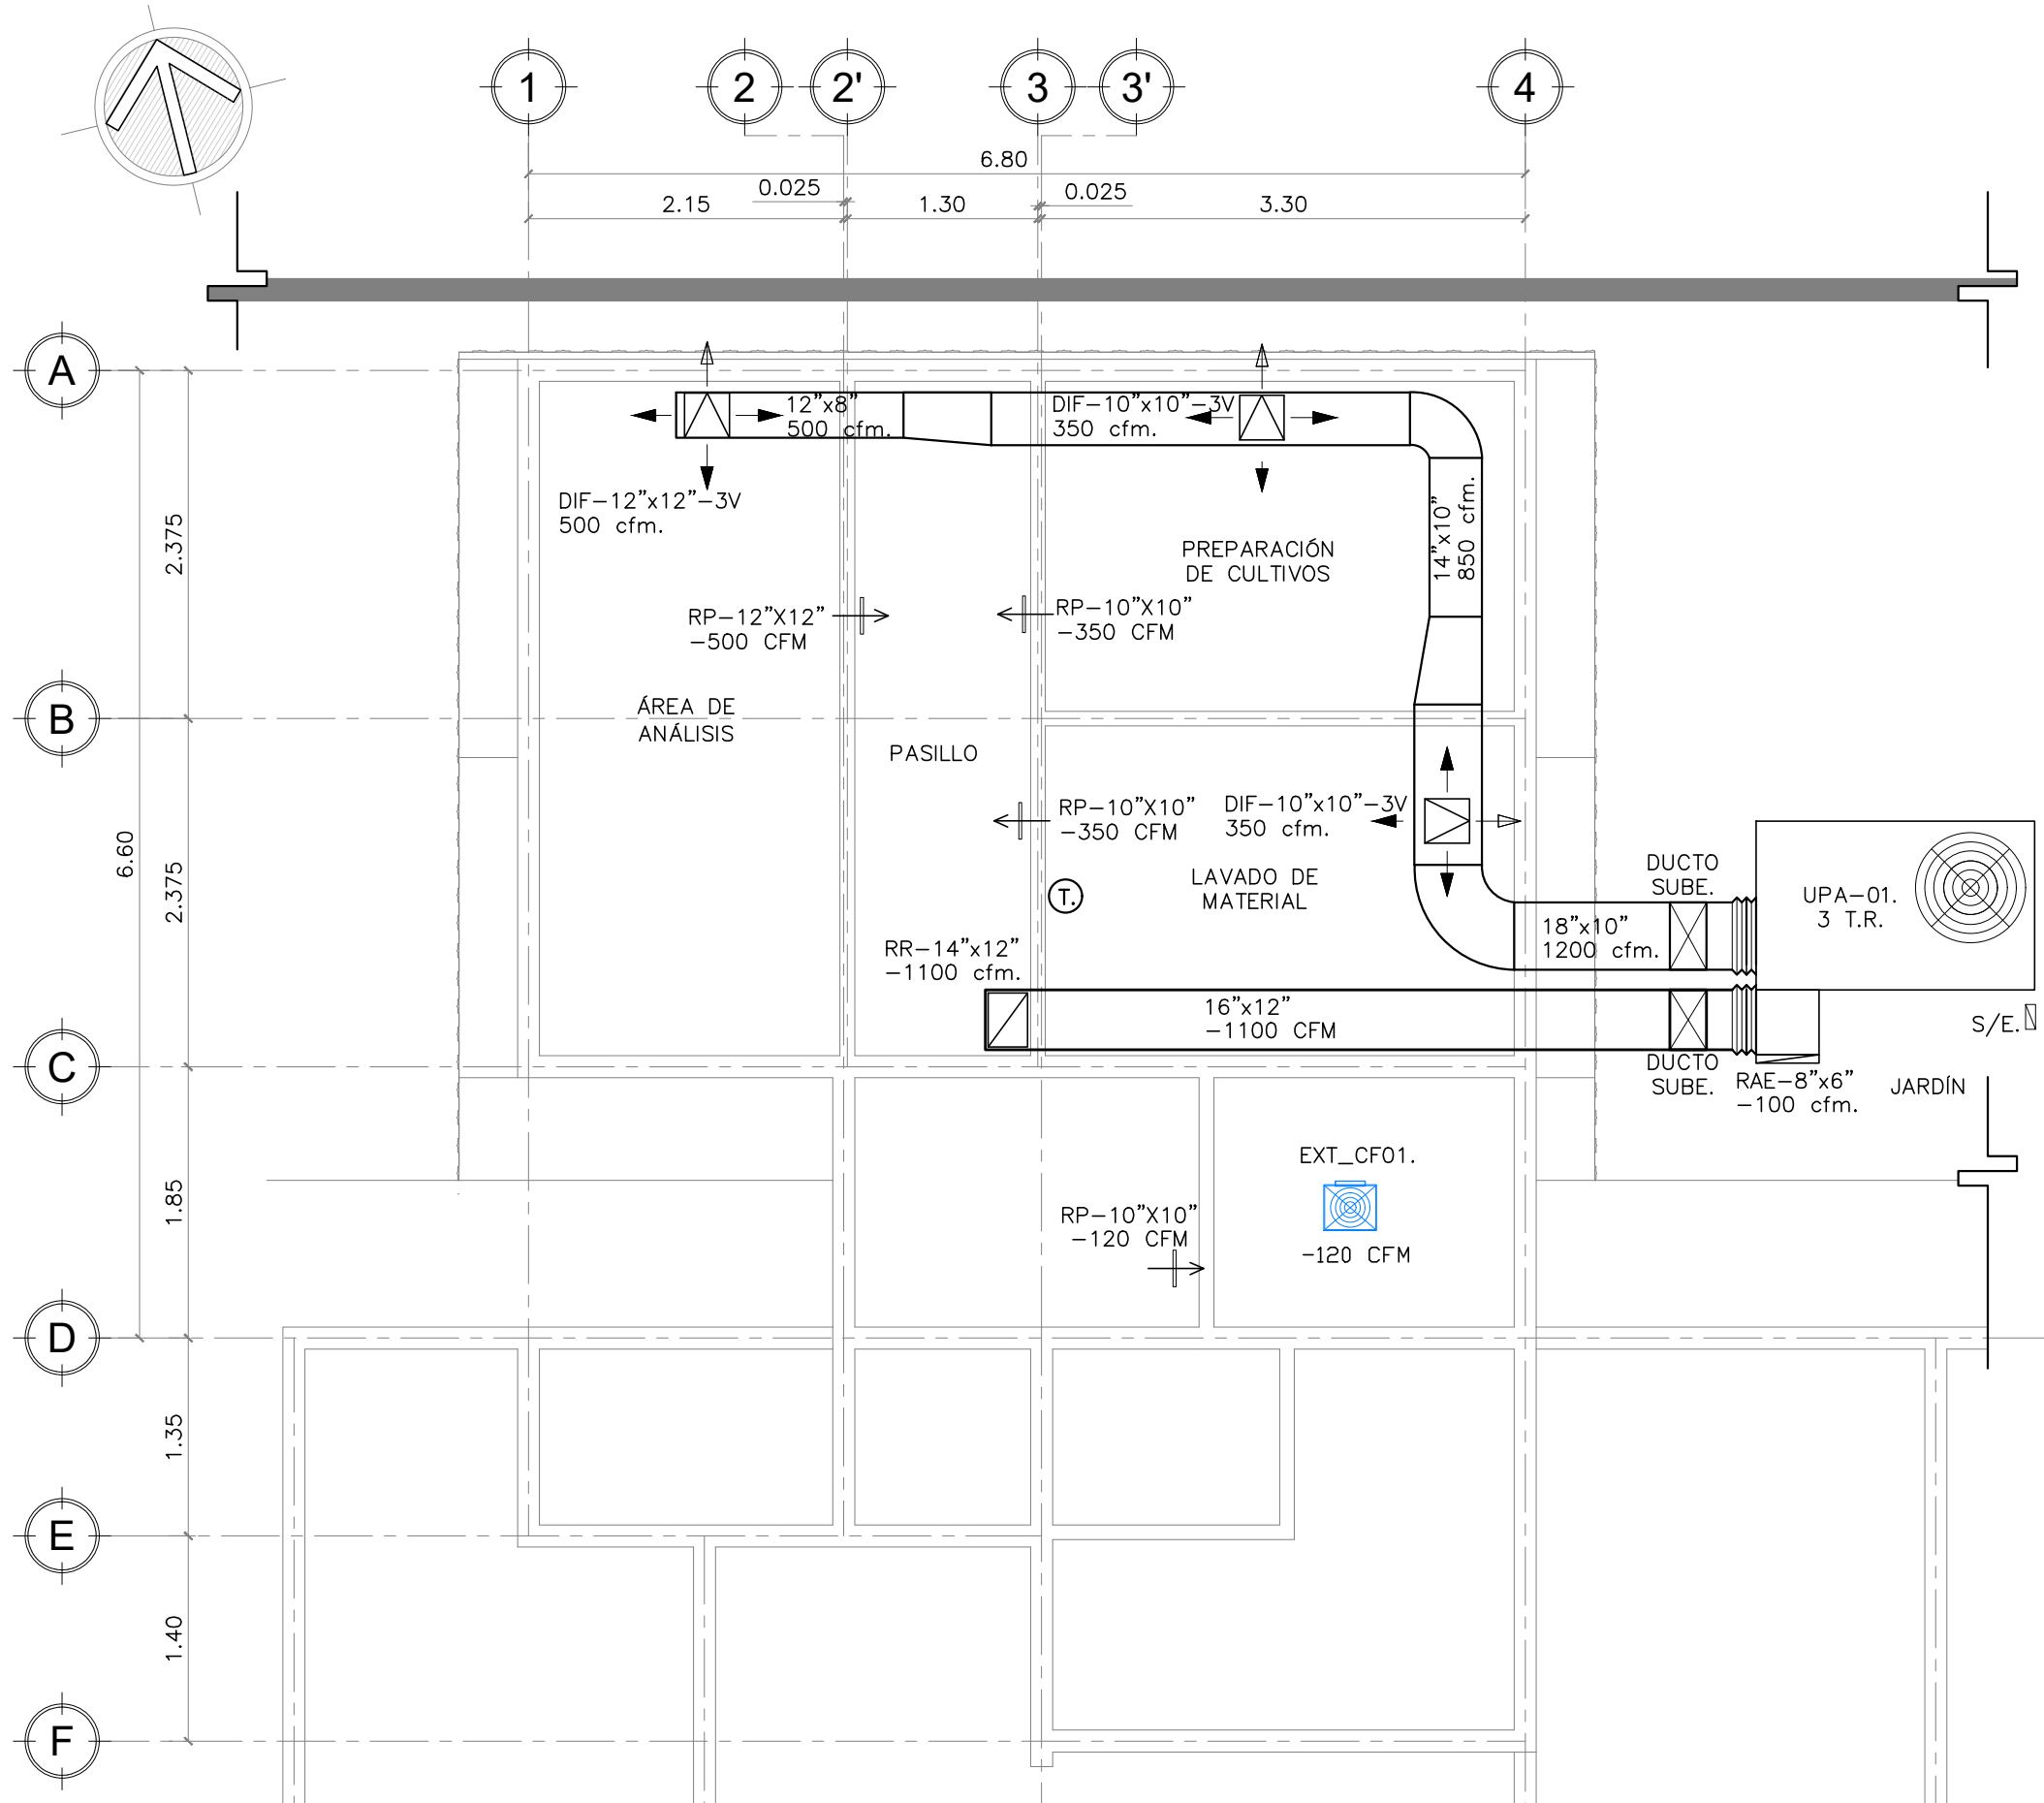 1
2
2'
3
3'
4
6.80
0.025
0.025
2.15
1.30
3.30
A
12”x8”
500 cfm.
DIF-10”x10”-3V
350 cfm.
DIF-12”x12”-3V
500 cfm.
14”x10”
850 cfm.
2.375
PREPARACIÓN
DE CULTIVOS
RP-12”X12”
-500 CFM
RP-10”X10”
-350 CFM
B
ÁREA DE
ANÁLISIS
PASILLO
RP-10”X10”
-350 CFM
DIF-10”x10”-3V
350 cfm.
6.60
2.375
LAVADO DE
MATERIAL
T.
DUCTO
SUBE.
UPA-01.
3 T.R.
18”x10”
1200 cfm.
RR-14”x12”
-1100 cfm.
16”x12”
-1100 CFM
S/E.
C
DUCTO
SUBE.
RAE-8”x6”
-100 cfm.
JARDÍN
EXT_CF01.
1.85
RP-10”X10”
-120 CFM
-120 CFM
D
1.35
E
1.40
F